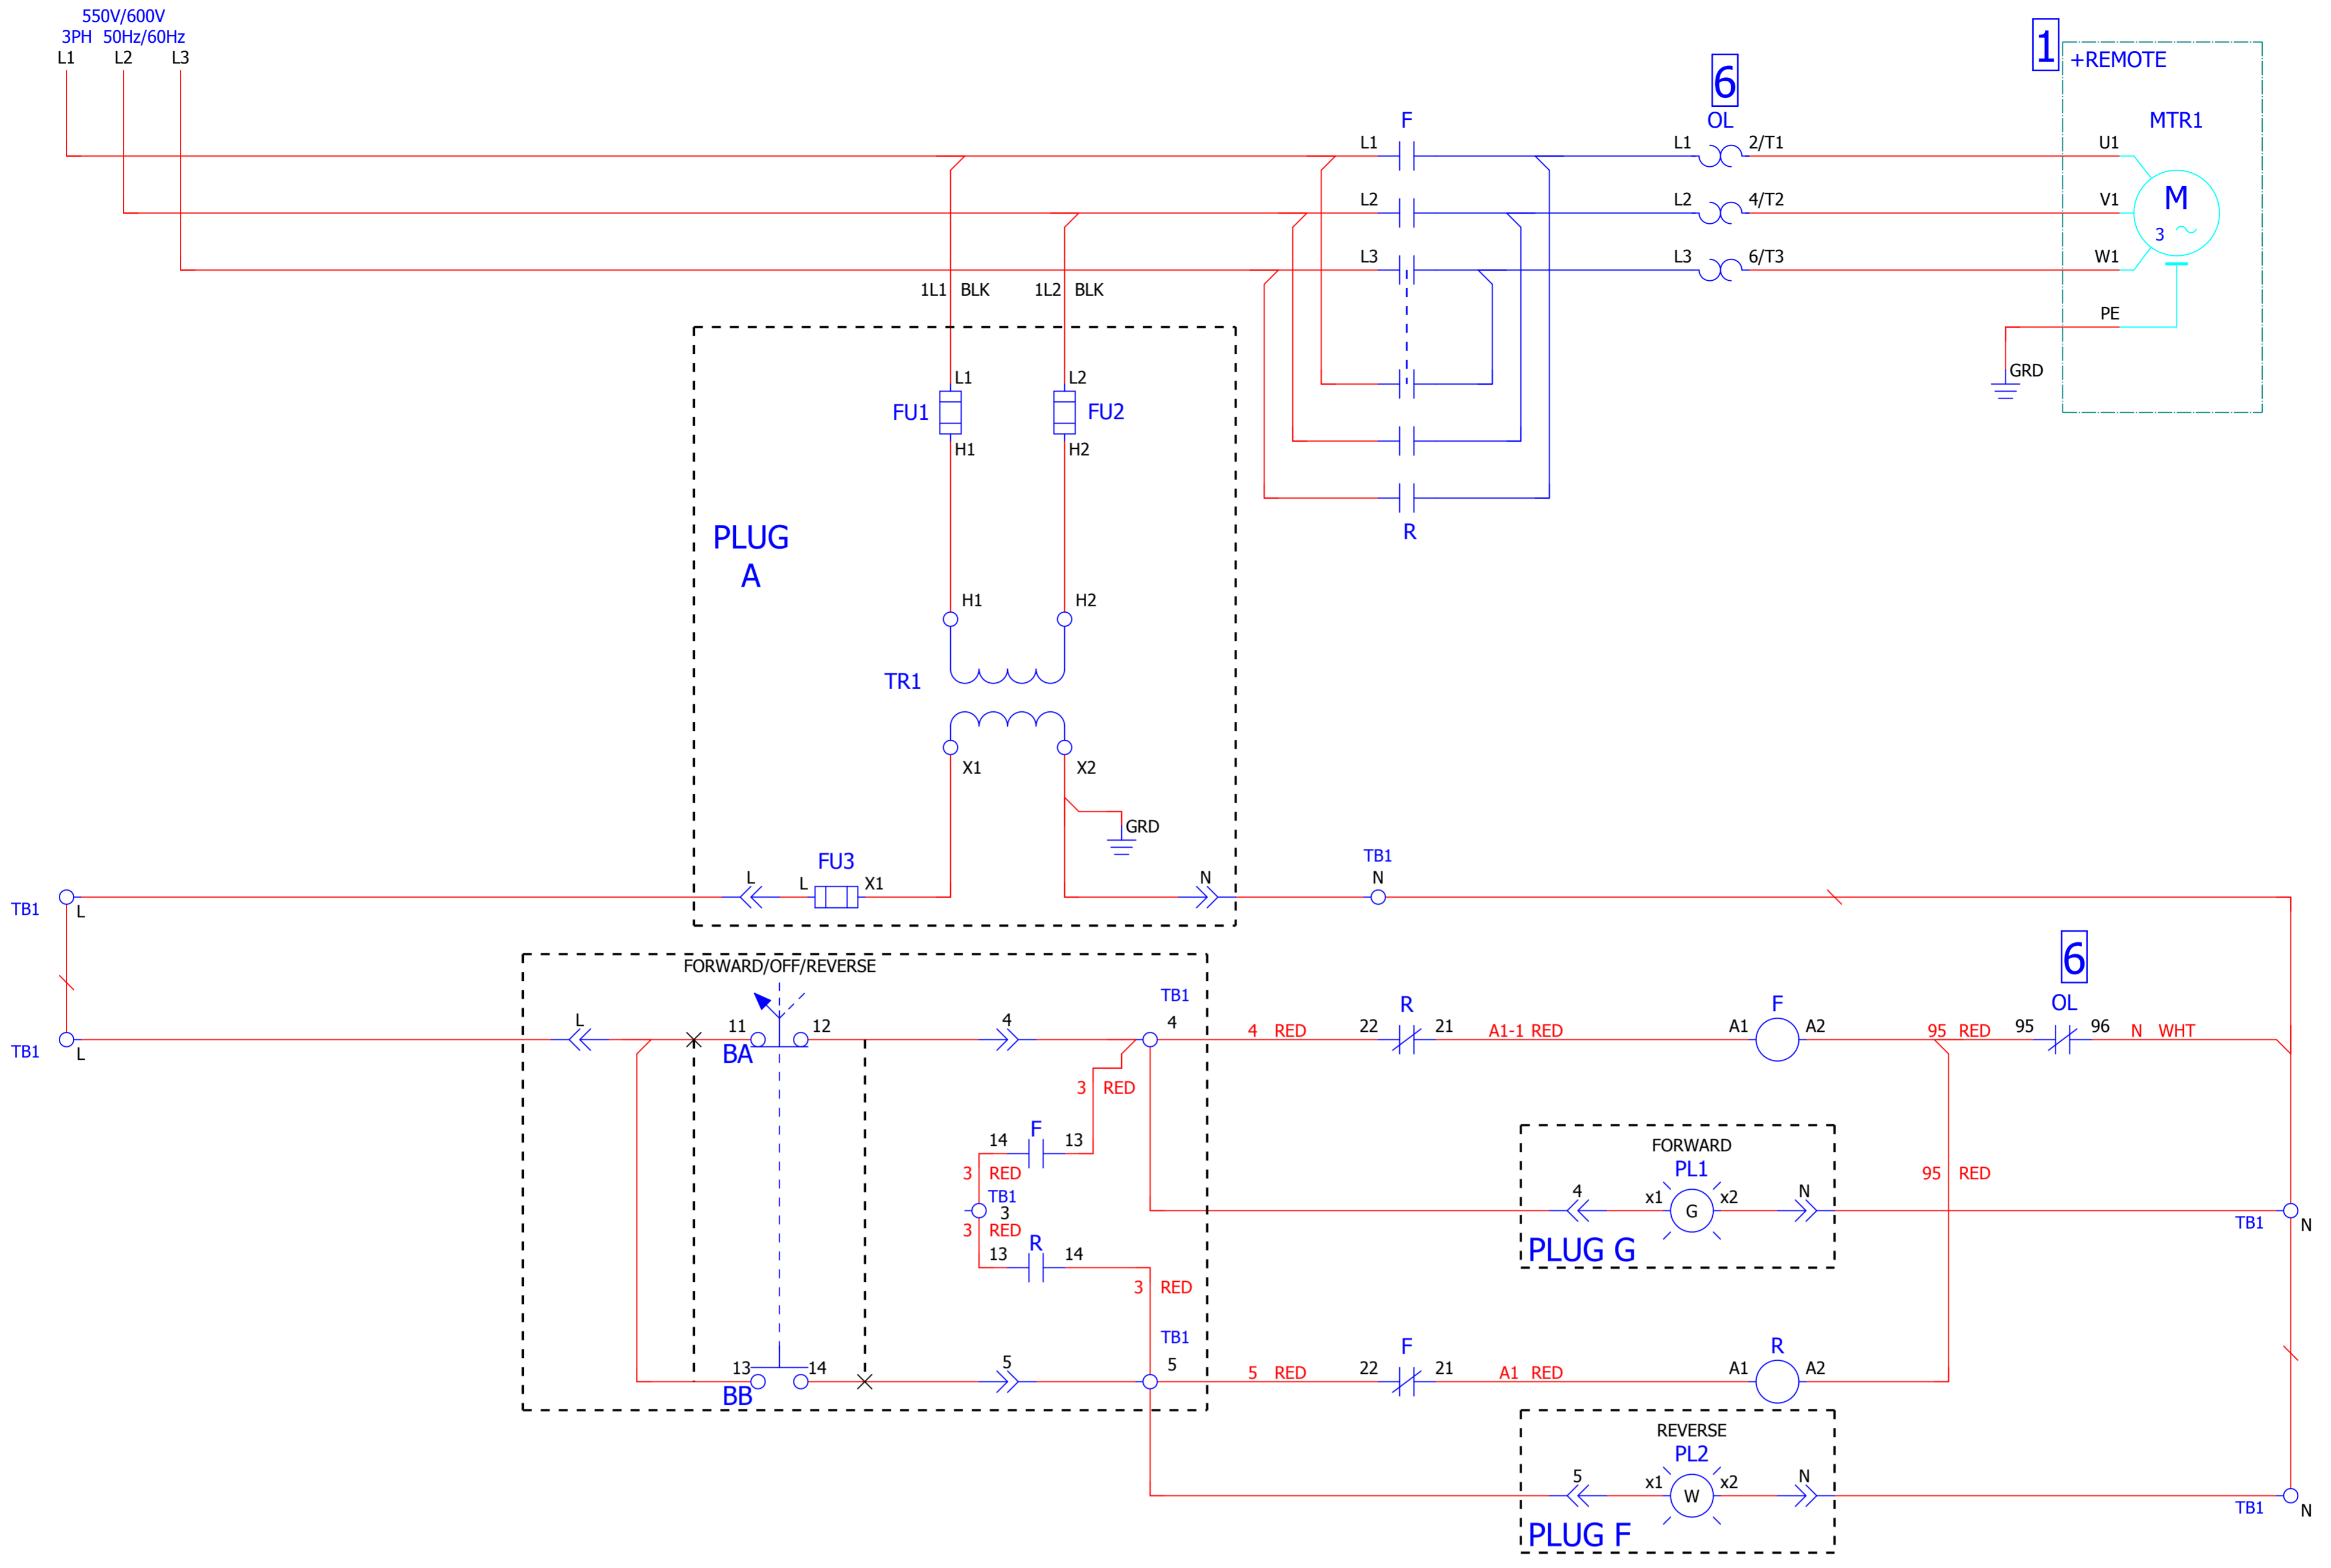 550V/600V
3PH 50Hz/60Hz
L1 L2 L3
1 +REMOTE
6
F OL MTR1
L1 L1 2/T1 U1
L2 L2 4/T2 V1
M
3
L3 L3 6/T3 W1
1L1 BLK 1L2 BLK
PE
GRD
L1 L2
FU1 FU2
H1 H2
R
PLUG
A
H1 H2
TR1
X1 X2
GRD
FU3
TB1
L L X1 N N
TB1 L
FORWARD/OFF/REVERSE
6
TB1
OL
L 11 12 4 4
4 RED 22 R 21 A1-1 RED A1 F A2 95 RED 95 96 N WHT
TB1 L
BA
3 RED
14 F 13
3 RED
TB1
3
3 RED
13 R 14
3 RED
FORWARD
PL1
4 x1 G x2 N
PLUG G
95 RED
TB1 N
TB1
13 14 5 5
BB
5 RED 22 F 21 A1 RED A1 R A2
REVERSE
PL2
5 x1 W x2 N
PLUG F
TB1 N